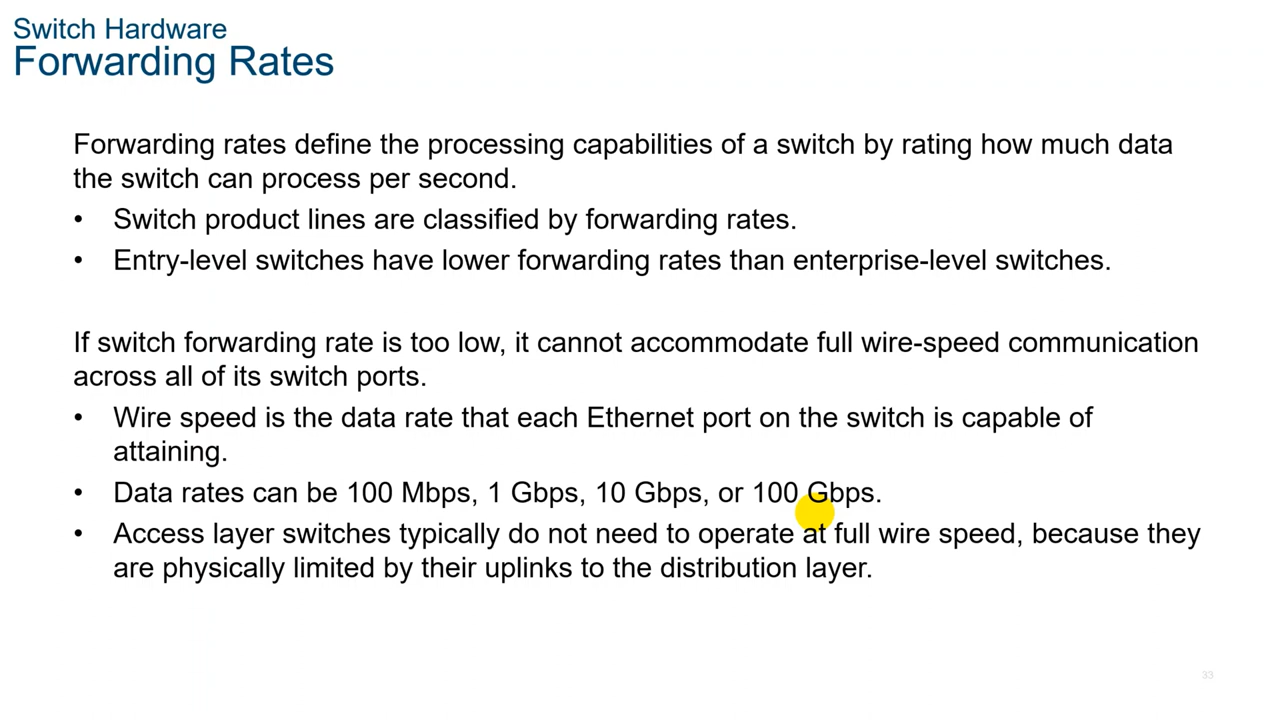 Switch Hardware
Forwarding Rates
Forwarding rates define the processing capabilities of a switch by rating how much data
the switch can process per second.
• Switch product lines are classified by forwarding rates.
• Entry-level switches have lower forwarding rates than enterprise-level switches.
If switch forwarding rate is too low, it cannot accommodate full wire-speed communication
across all of its switch ports.
• Wire speed is the data rate that each Ethernet port on the switch is capable of
attaining.
• Data rates can be 100 Mbps, 1 Gbps, 10 Gbps, or 100 Gbps.
• Access layer switches typically do not need to operate at full wire speed, because they
are physically limited by their uplinks to the distribution layer.
33